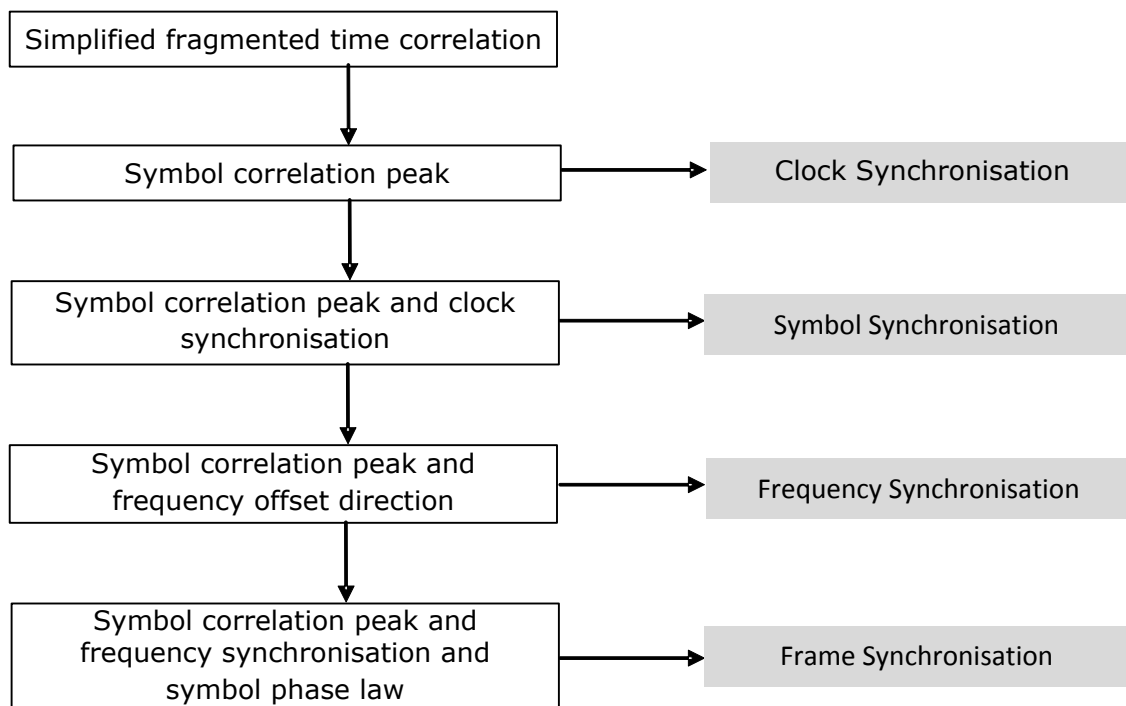 Simplified fragmented time correlation
Symbol correlation peak
Clock Synchronisation
Symbol correlation peak and clock
synchronisation
Symbol Synchronisation
Symbol correlation peak and
frequency offset direction
Frequency Synchronisation
Symbol correlation peak and
frequency synchronisation and
symbol phase law
Frame Synchronisation